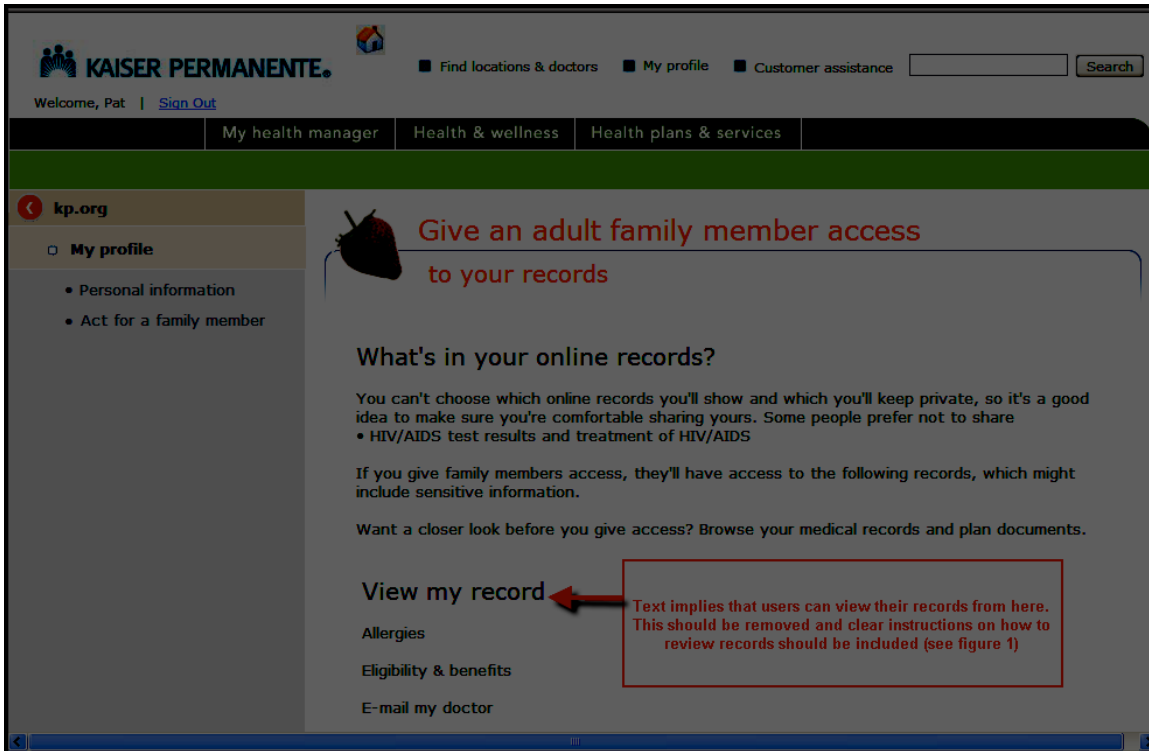 KAISER PERMANENTE®
Find locations & doctors My profile Customer assistance Search
Welcome, Pat | Sign Out
My health manager Health & wellness Health plans & services
kp.org
My profile
• Personal information
• Act for a family member
Give an adult family member access
to your records
What's in your online records?
You can't choose which online records you'll show and which you'll keep private, so it's a good
idea to make sure you're comfortable sharing yours. Some people prefer not to share
• HIV/AIDS test results and treatment of HIV/AIDS
If you give family members access, they'll have access to the following records, which might
include sensitive information.
Want a closer look before you give access? Browse your medical records and plan documents.
View my record
Text implies that users can view their records from here.
This should be removed and clear instructions on how to
review records should be included (see figure 1)
Allergies
Eligibility & benefits
E-mail my doctor